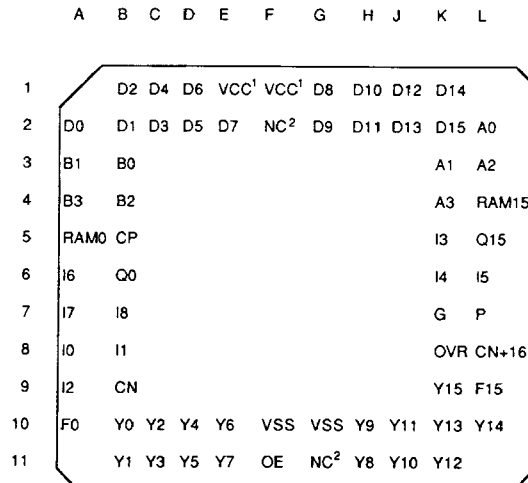 A B C D E F G H J K L
1 D2 D4 D6 VCC¹ VCC¹ D8 D10 D12 D14
2 D0 D1 D3 D5 D7 NC² D9 D11 D13 D15 A0
3 B1 B0 A1 A2
4 B3 B2 A3 RAM15
5 RAM0 CP I3 Q15
6 I6 Q0 I4 I5
7 I7 I8 G P
8 I0 I1 OVR CN+16
9 I2 CN Y15 F15
10 F0 Y0 Y2 Y4 Y6 VSS VSS Y9 Y11 Y13 Y14
11 Y1 Y3 Y5 Y7 OE NC² Y8 Y10 Y12